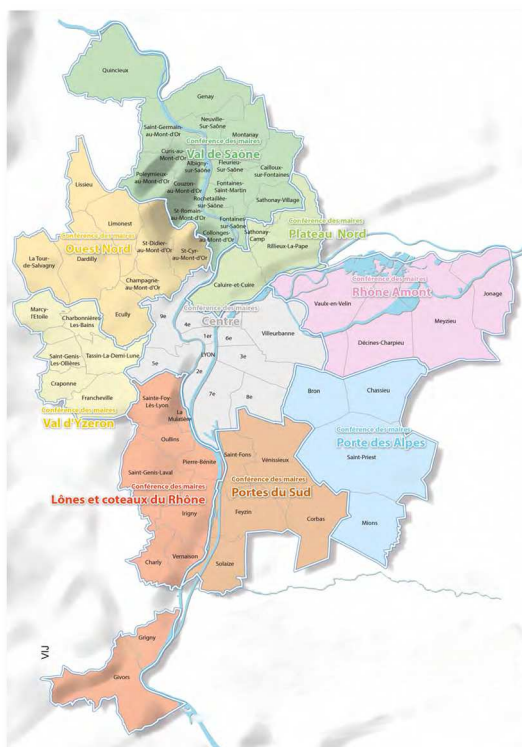 Quincieux
Genay
Neuville-
Sur-Saône
Saint-Germain-
au-Mont-d'Or
Montanay
Conférence des maires
Val de Saône
Curis-au-
Mont-d'Or
Albigny-
sur-Saône
Fleurieu-
Sur-Saône
Cailloux-
sur-Fontaines
Poleymieux-
au-Mont-d'Or
Couzon-
au-Mont-d'Or
Fontaines-
Saint-Martin
Rochetaillée-
sur-Saône
Sathonay-Village
St-Romain-
au-Mont-d'Or
Fontaines-
sur-Saône
Collonges-
au-Mont-d'Or
Lissieu
Limonest
Conférence des maires
Ouest Nord
St-Didier-
au-Mont-d'Or
St-Cyr-
au-Mont-d'Or
La Tour-
de-Salvagny
Dardilly
Champagne-
au-Mont-d'Or
Écully
Conférence des maires
Plateau Nord
Sathonay-
Camp
Rillieux-La-Pape
Caluire-et-Cuire
Conférence des maires
Rhône Amont
Vaulx-en-Velin
Jonage
Meyzieu
Décines-Charpieu
Conférence des maires
Centre
9e
4e
1er
6e
Villeurbanne
LYON
5e
2e
3e
7e
8e
Marcy-
l'Etoile
Charbonnières-
Les-Bains
Saint-Genis-
Les-Ollières
Tassin-La-Demi-Lune
Craponne
Francheville
Conférence des maires
Val d'Yzeron
Sainte-Foy-
Lès-Lyon
La
Mulatière
Oullins
Pierre-Bénite
Saint-Genis-Laval
Conférence des maires
Lônes et coteaux du Rhône
Irigny
Vernaison
Charly
Grigny
Givors
Saint-Fons
Vénissieux
Conférence des maires
Portes du Sud
Feyzin
Corbas
Solaize
Bron
Chassieu
Conférence des maires
Porte des Alpes
Saint-Priest
Mions
VIJ